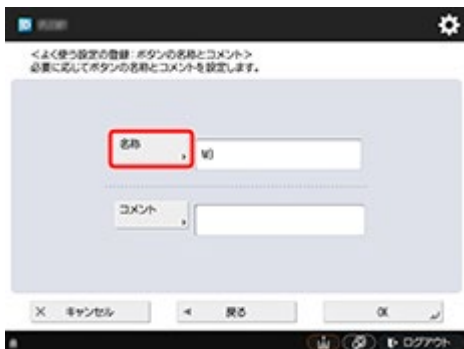 <よく使う設定の登録:ボタンの名称とコメント>
必要に応じてボタンの名称とコメントを設定します。
名称
M3
コメント
× キャンセル
◀ 戻る
OK
ログアウト